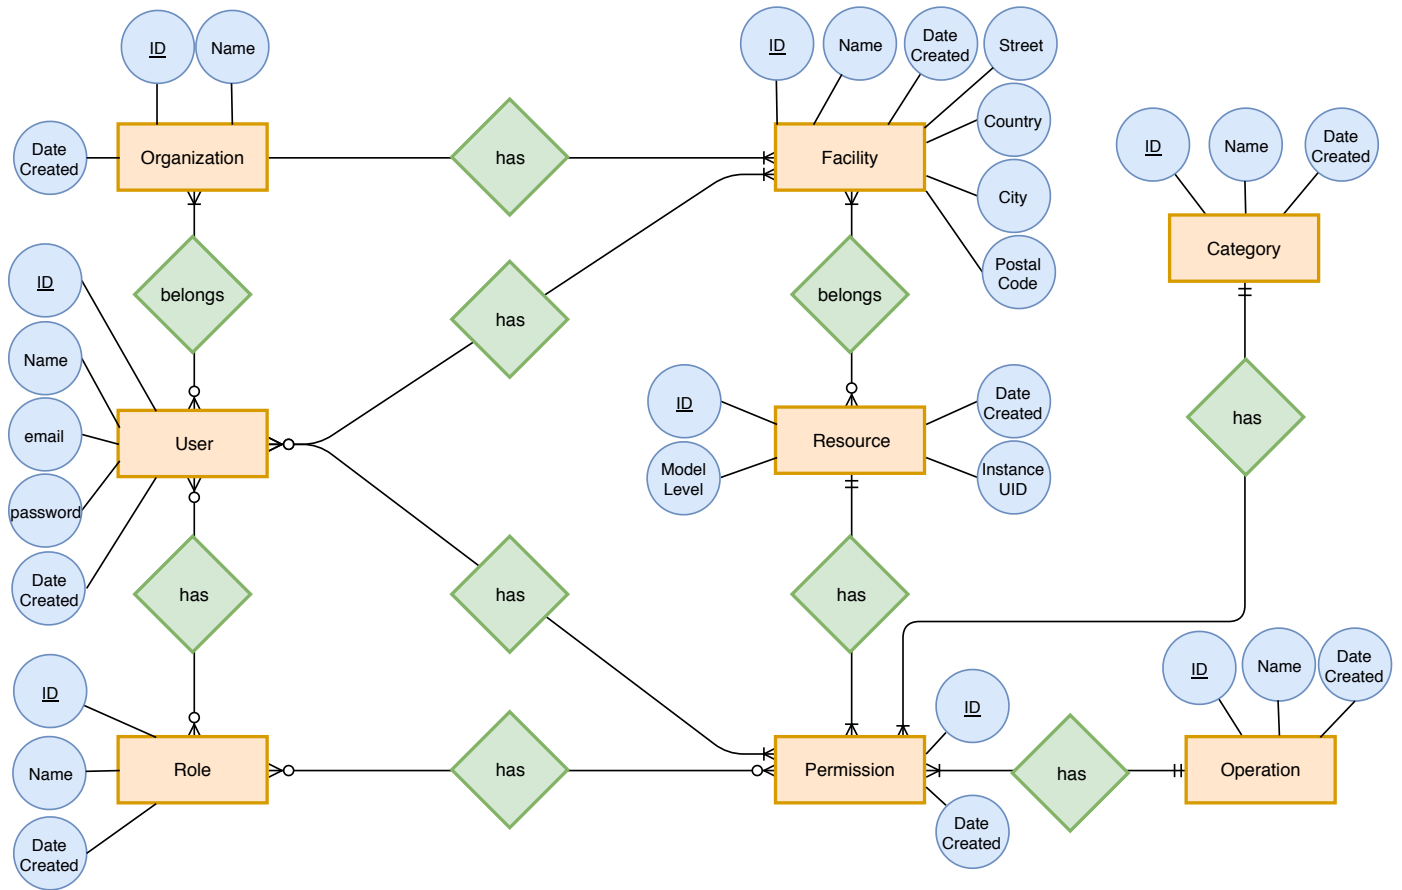 ID
Name
Date
Created
Organization
has
ID
Name
Date
Created
Street
Country
City
Postal
Code
Facility
ID
Name
Date
Created
Category
belongs
has
belongs
has
ID
Name
email
password
Date
Created
User
ID
Model
Level
Date
Created
Instance
UID
Resource
has
has
has
ID
Name
Date
Created
Role
has
ID
Date
Created
Permission
has
ID
Name
Date
Created
Operation